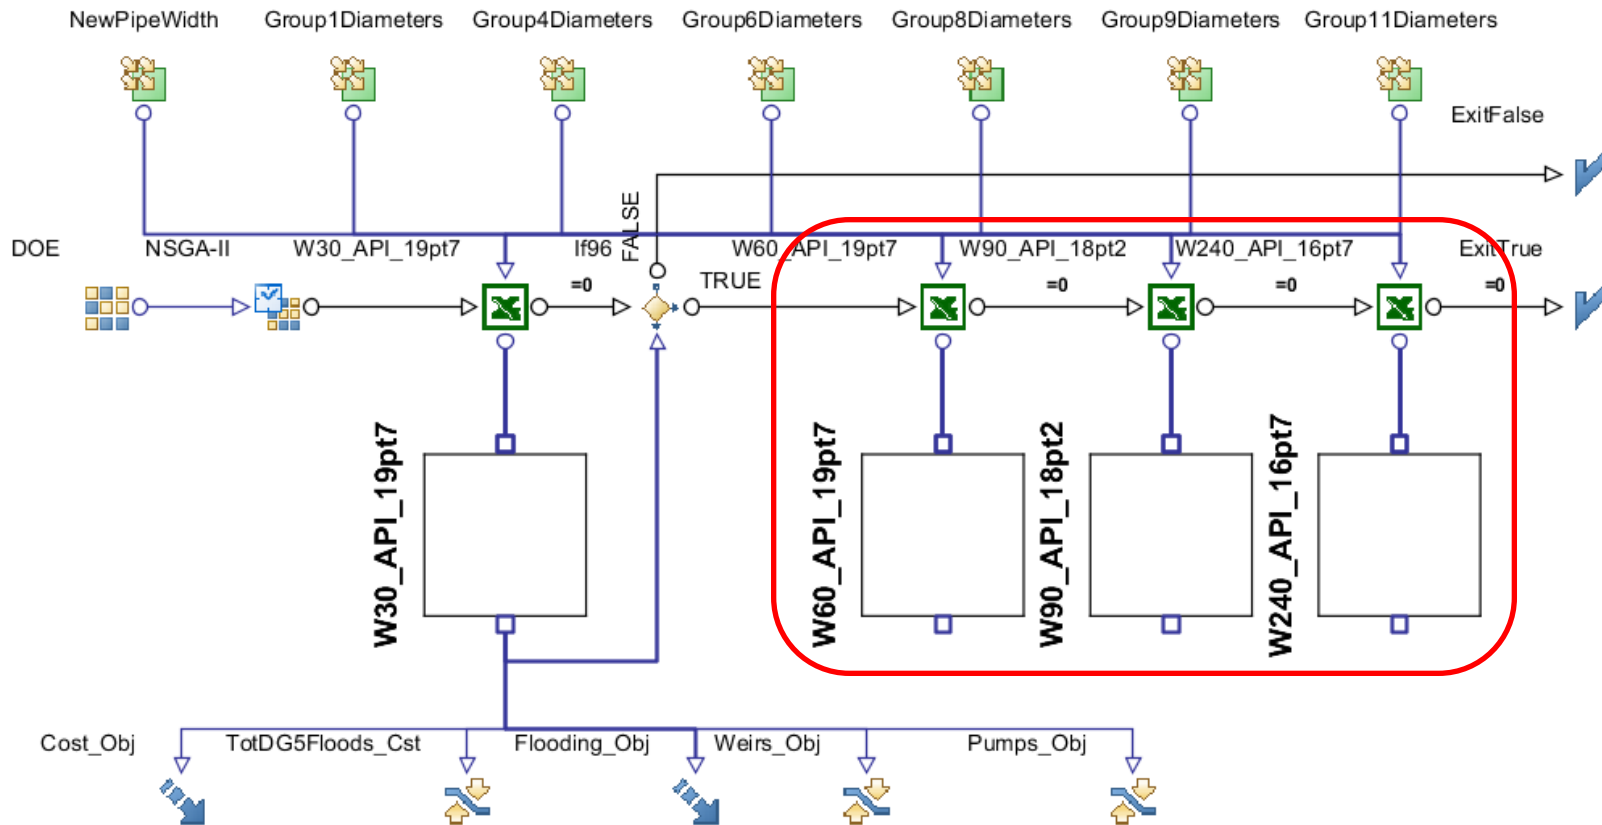 NewPipeWidth
Group1Diameters
Group4Diameters
Group6Diameters
Group8Diameters
Group9Diameters
Group11Diameters
ExitFalse
FALSE
DOE
NSGA-II
W30_API_19pt7
If96
W60_API_19pt7
W90_API_18pt2
W240_API_16pt7
ExitTrue
=0
TRUE
=0
=0
=0
W30_API_19pt7
W60_API_19pt7
W90_API_18pt2
W240_API_16pt7
Cost_Obj
TotDG5Floods_Cst
Flooding_Obj
Weirs_Obj
Pumps_Obj